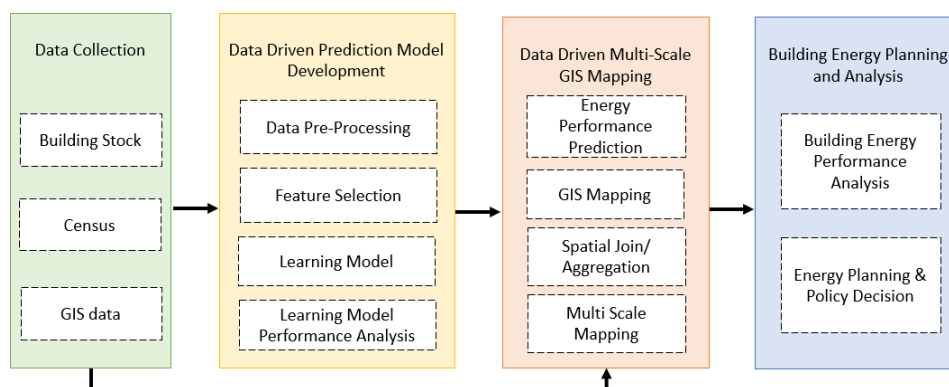 Data Collection
Building Stock
Census
GIS data
Data Driven Prediction Model
Development
Data Pre-Processing
Feature Selection
Learning Model
Learning Model
Performance Analysis
Data Driven Multi-Scale
GIS Mapping
Energy
Performance
Prediction
GIS Mapping
Spatial Join/
Aggregation
Multi Scale
Mapping
Building Energy Planning
and Analysis
Building Energy
Performance
Analysis
Energy Planning &
Policy Decision